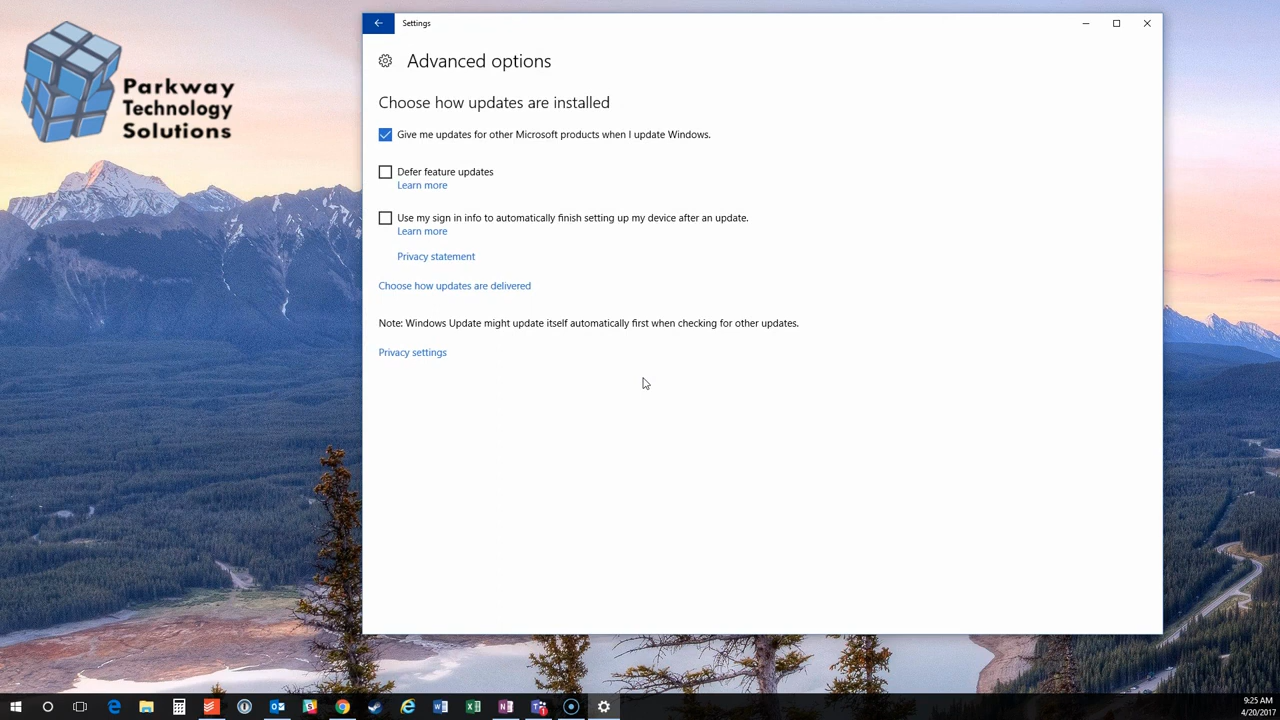 Parkway
Technology
Solutions
Settings
Advanced options
Choose how updates are installed
Give me updates for other Microsoft products when I update Windows.
Defer feature updates
Learn more
Use my sign in info to automatically finish setting up my device after an update.
Learn more
Privacy statement
Choose how updates are delivered
Note: Windows Update might update itself automatically first when checking for other updates.
Privacy settings
9:25 AM
4/20/2017